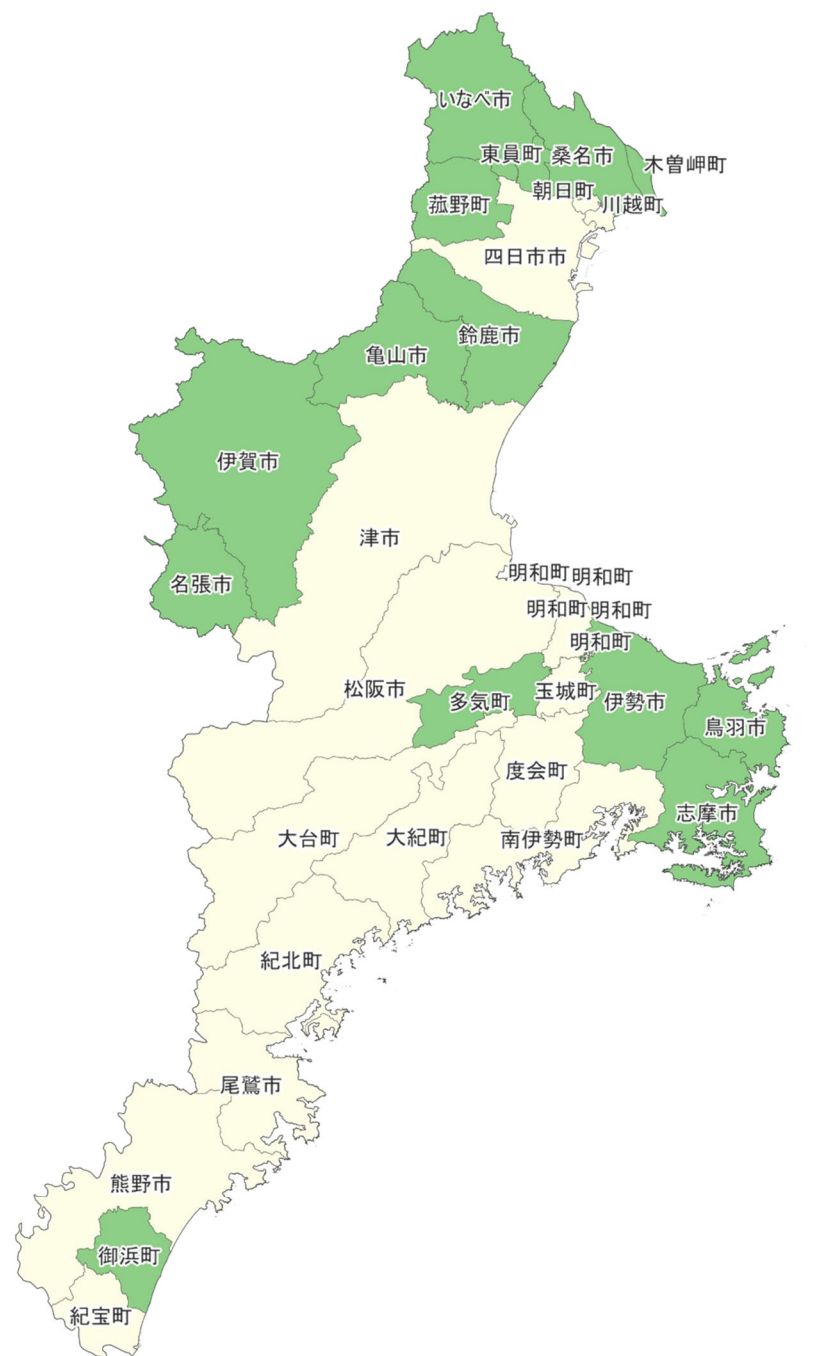 いなべ市
東員町
桑名市
木曽岬町
朝日町
菰野町
川越町
四日市市
鈴鹿市
亀山市
伊賀市
津市
明和町
明和町
名張市
明和町
明和町
明和町
松阪市
多気町
玉城町
伊勢市
鳥羽市
度会町
志摩市
大台町
大紀町
南伊勢町
紀北町
尾鷲市
熊野市
御浜町
紀宝町